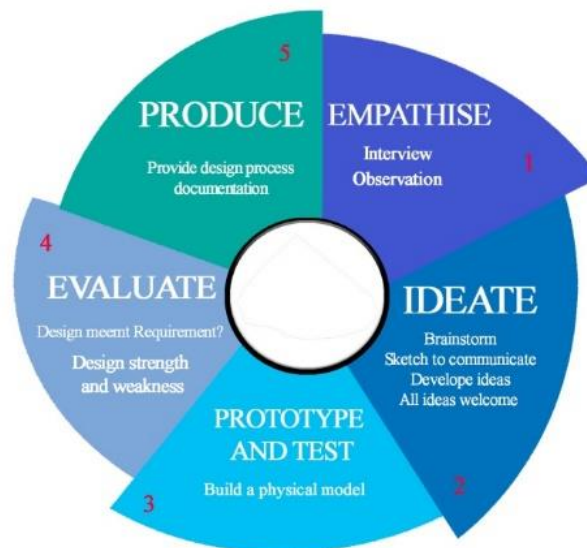 1
EMPATHISE
Interview
Observation
2
IDEATE
Brainstorm
Sketch to communicate
Develope ideas
All ideas welcome
3
PROTOTYPE
AND TEST
Build a physical model
4
EVALUATE
Design meemt Requirement?
Design strength
and weakness
5
PRODUCE
Provide design process
documentation